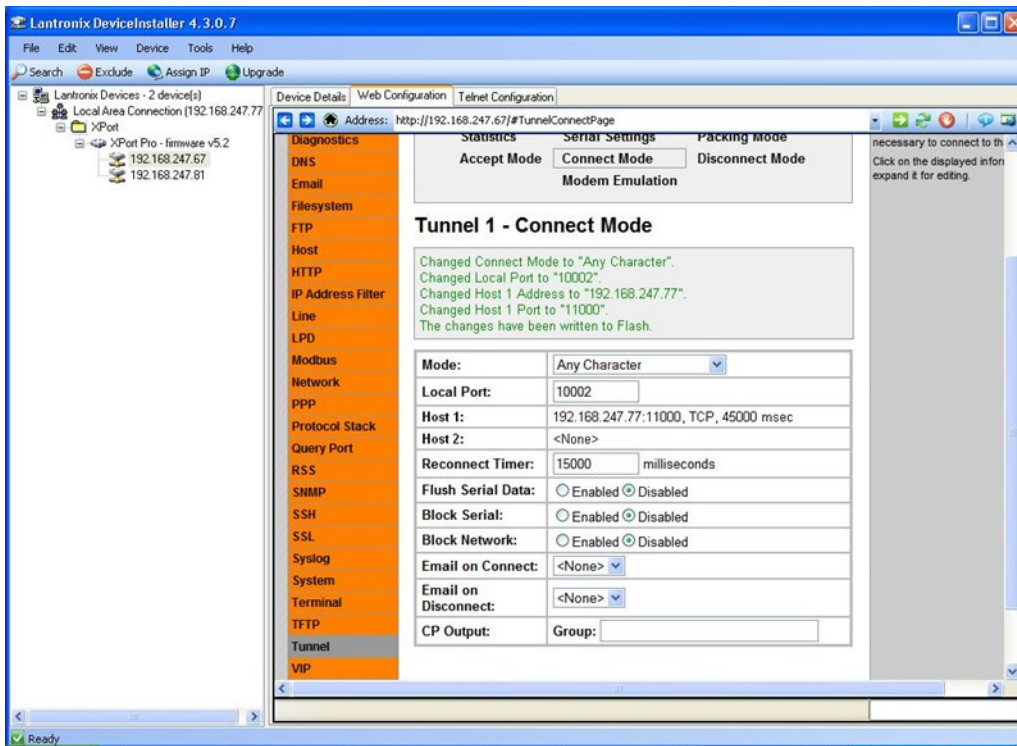 Lantronix DeviceInstaller 4.3.0.7
File Edit View Device Tools Help
Search Exclude Assign IP Upgrade
Lantronix Devices - 2 device(s)
Local Area Connection (192.168.247.77
XPort
XPort Pro - firmware v5.2
192.168.247.67
192.168.247.81
Device Details Web Configuration Telnet Configuration
Address: http://192.168.247.67/#TunnelConnectPage
Diagnostics
DNS
Email
Filesystem
FTP
Host
HTTP
IP Address Filter
Line
LPD
Modbus
Network
PPP
Protocol Stack
Query Port
RSS
SNMP
SSH
SSL
Syslog
System
Terminal
TFTP
Tunnel
VIP
Statistics Serial Settings Packing Mode
Accept Mode Connect Mode Disconnect Mode
Modem Emulation
Tunnel 1 - Connect Mode
Changed Connect Mode to "Any Character".
Changed Local Port to "10002".
Changed Host 1 Address to "192.168.247.77".
Changed Host 1 Port to "11000".
The changes have been written to Flash.
Mode: Any Character
Local Port: 10002
Host 1: 192.168.247.77:11000, TCP, 45000 msec
Host 2: <None>
Reconnect Timer: 15000 milliseconds
Flush Serial Data: Enabled Disabled
Block Serial: Enabled Disabled
Block Network: Enabled Disabled
Email on Connect: <None>
Email on
Disconnect: <None>
CP Output: Group:
necessary to connect to th
Click on the displayed infor
expand it for editing.
Ready